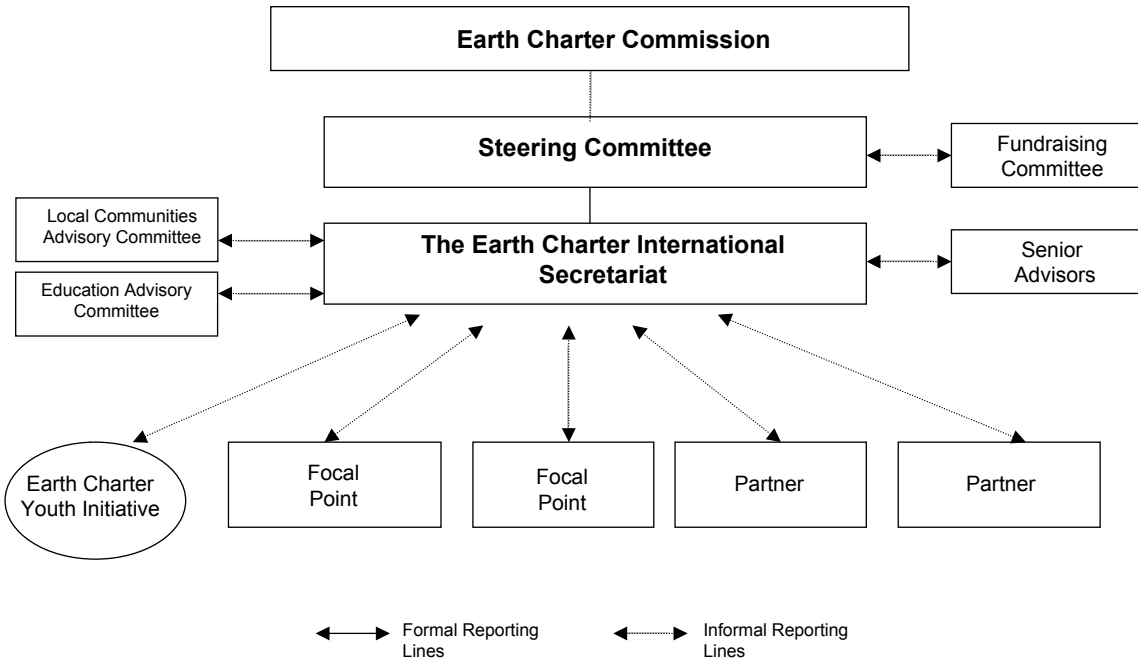 Earth Charter Commission
Steering Committee
Fundraising
Committee
Local Communities
Advisory Committee
The Earth Charter International
Secretariat
Senior
Advisors
Education Advisory
Committee
Earth Charter
Youth Initiative
Focal
Point
Focal
Point
Partner
Partner
Formal Reporting
Lines
Informal Reporting
Lines